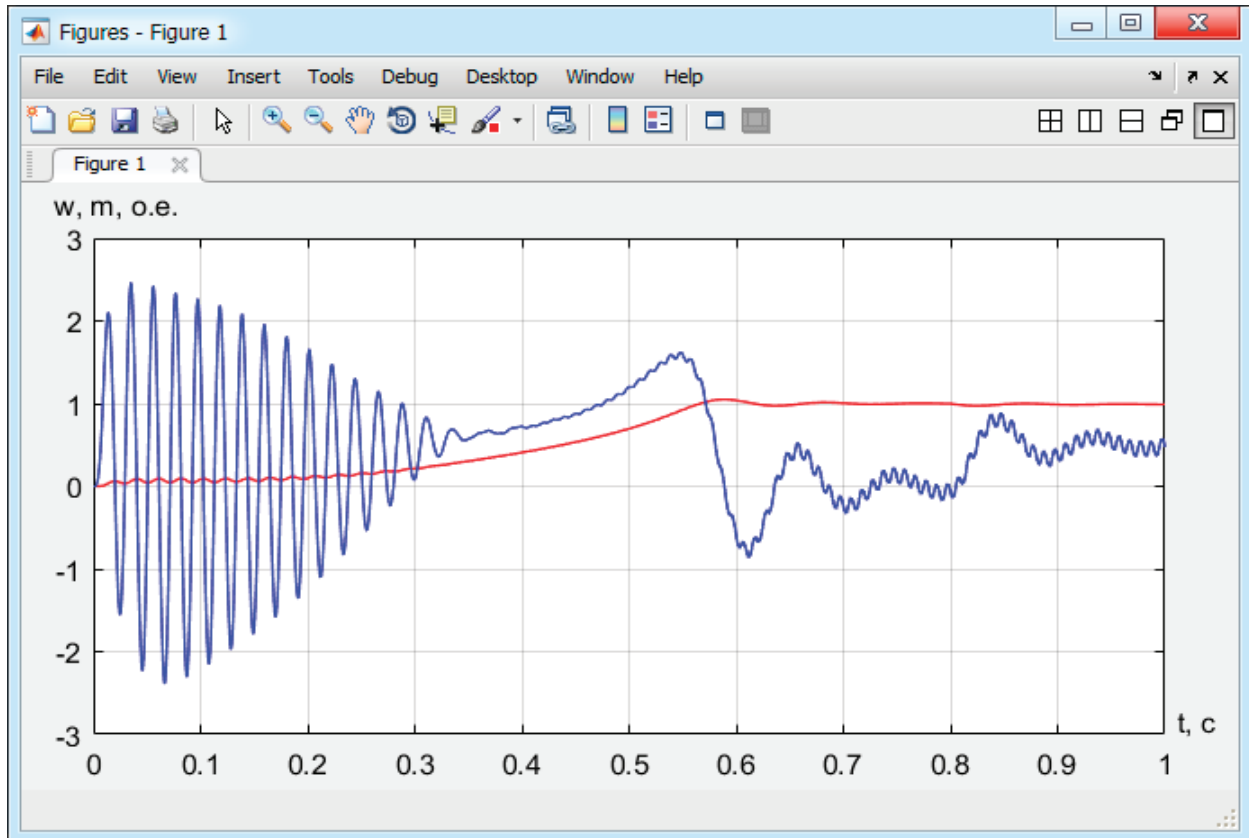 Figures - Figure 1
File Edit View Insert Tools Debug Desktop Window Help
Figure 1
w, m, o.e.
3
2
1
0
-1
-2
-3
t, c
0 0.1 0.2 0.3 0.4 0.5 0.6 0.7 0.8 0.9 1